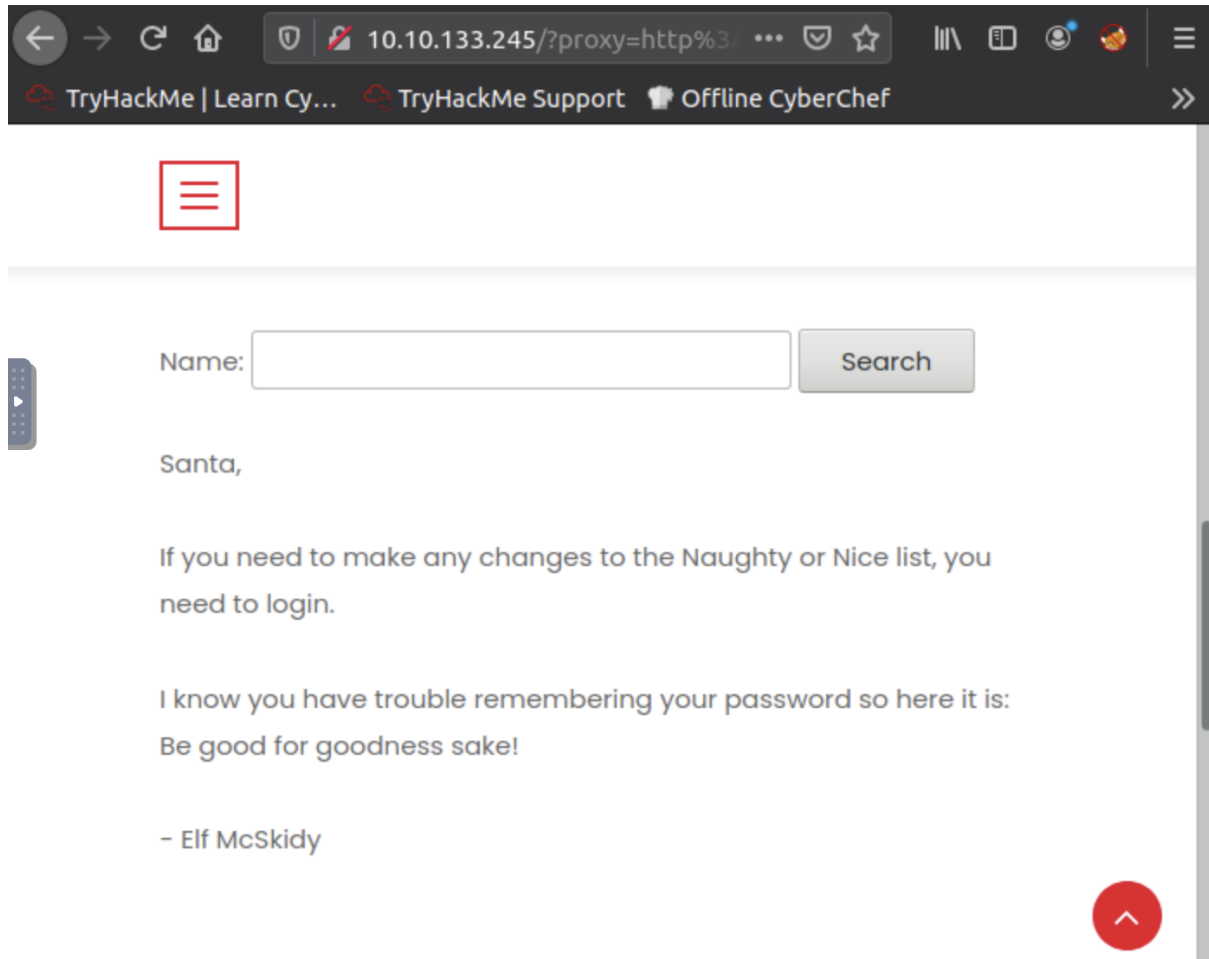 10.10.133.245/?proxy=http%3/
TryHackMe | Learn Cy... TryHackMe Support Offline CyberChef
Name: Search
Santa,
If you need to make any changes to the Naughty or Nice list, you
need to login.
I know you have trouble remembering your password so here it is:
Be good for goodness sake!
- Elf McSkidy